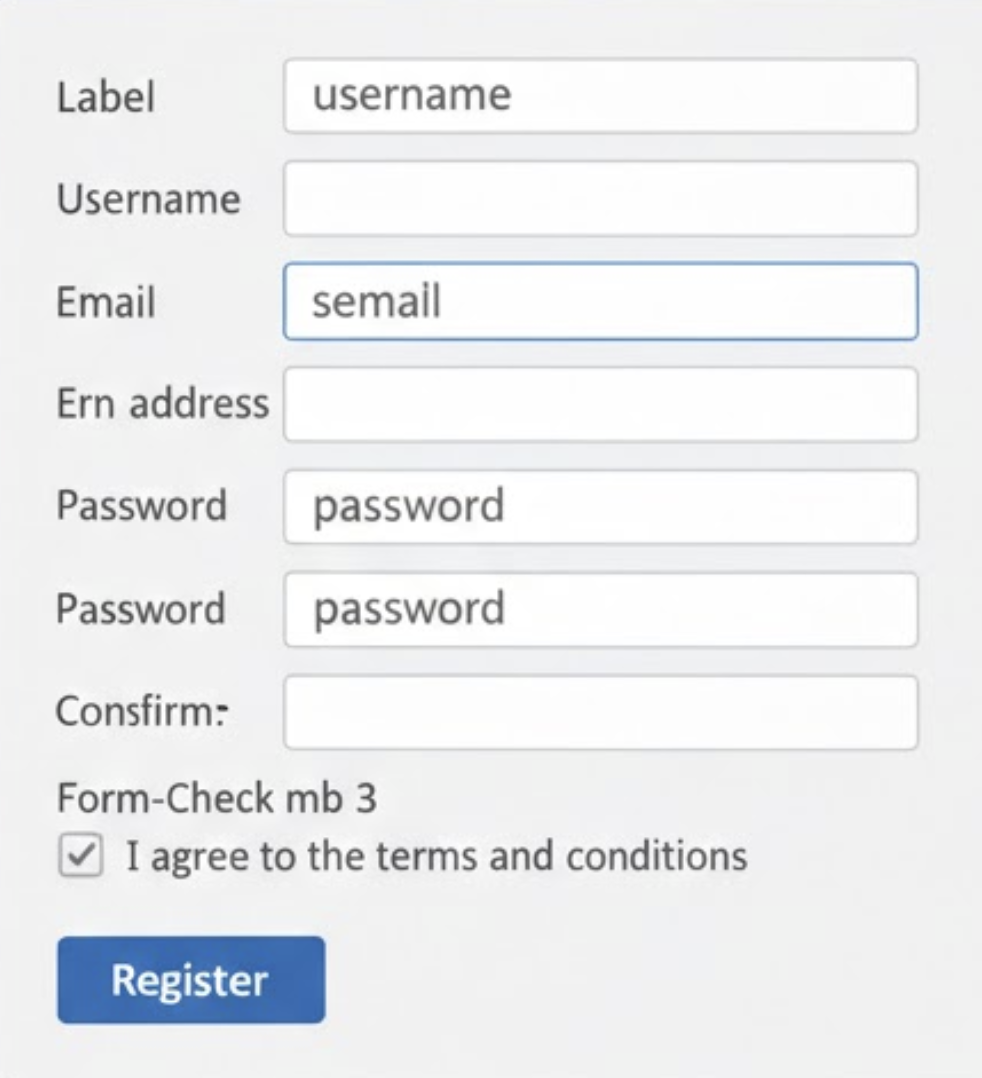 Label username
Username
Email semail
Ern address
Password password
Password password
Consfirm:-
Form-Check mb 3
I agree to the terms and conditions
Register